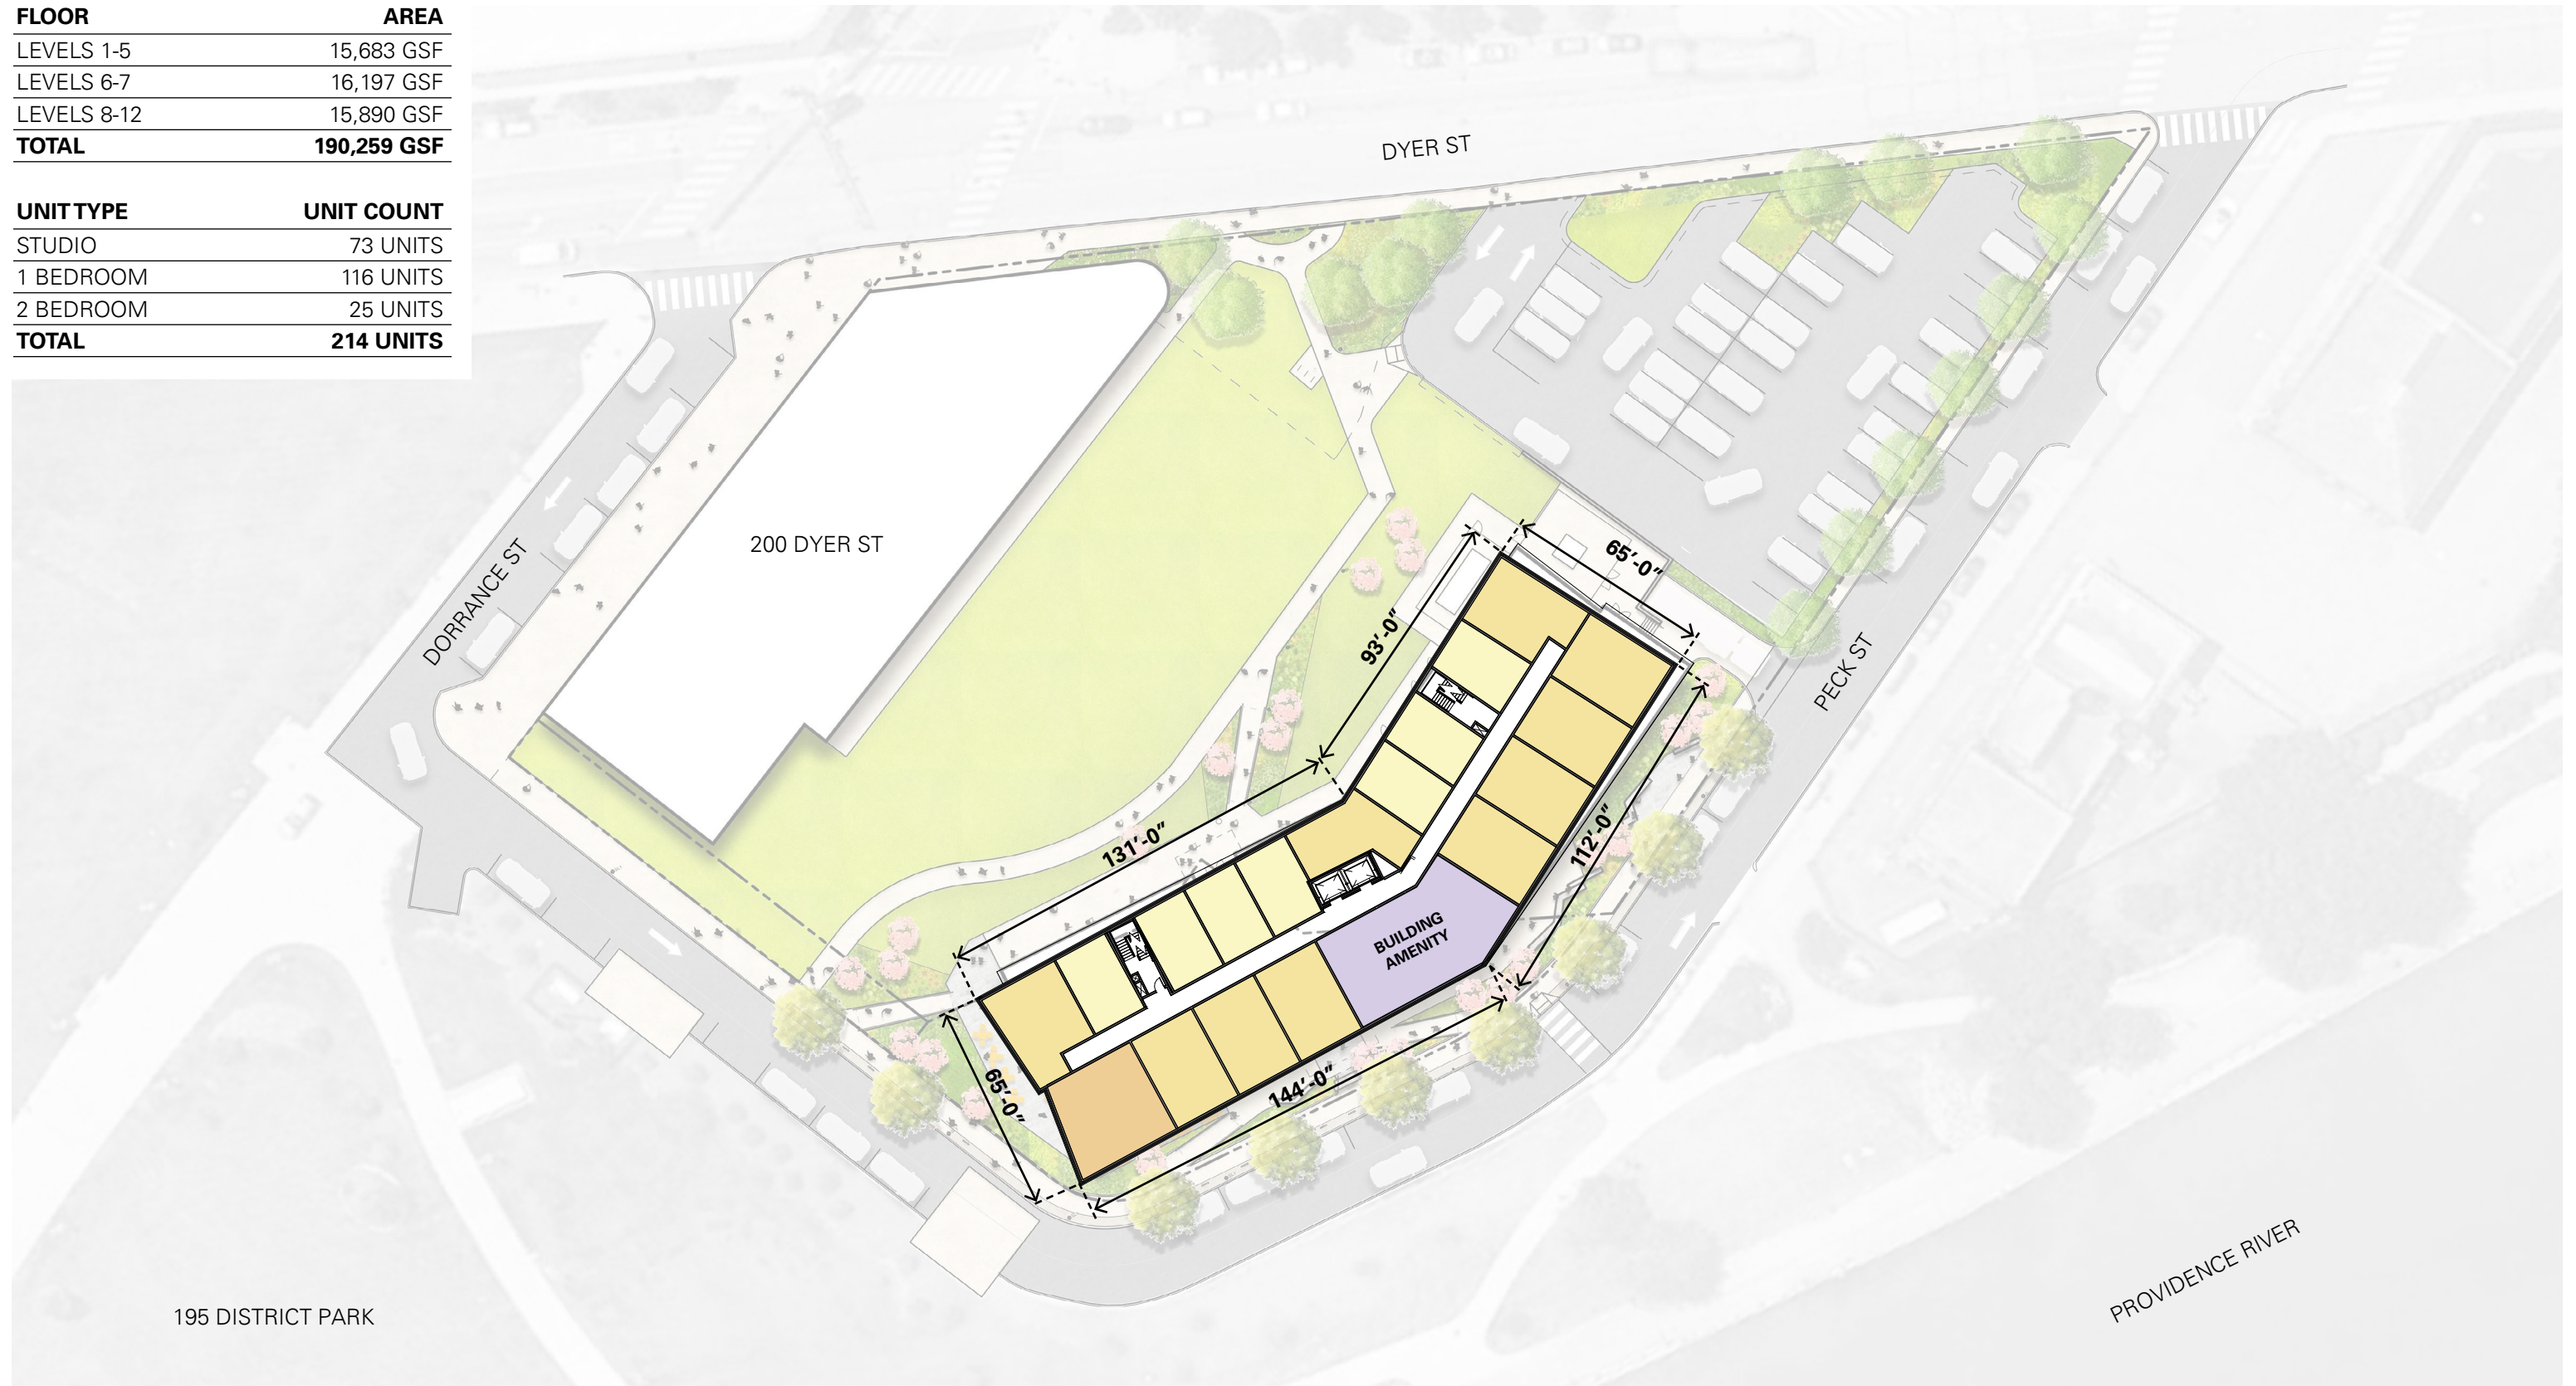 FLOOR AREA
LEVELS 1-5 15,683 GSF
LEVELS 6-7 16,197 GSF
LEVELS 8-12 15,890 GSF
TOTAL 190,259 GSF
UNIT TYPE UNIT COUNT
STUDIO 73 UNITS
1 BEDROOM 116 UNITS
2 BEDROOM 25 UNITS
TOTAL 214 UNITS
DYER ST
200 DYER ST
DORRANCE ST
65'-0"
93'-0"
PECK ST
131'-0"
112'-0"
BUILDING
AMENITY
65'-0"
144'-0"
195 DISTRICT PARK
PROVIDENCE RIVER